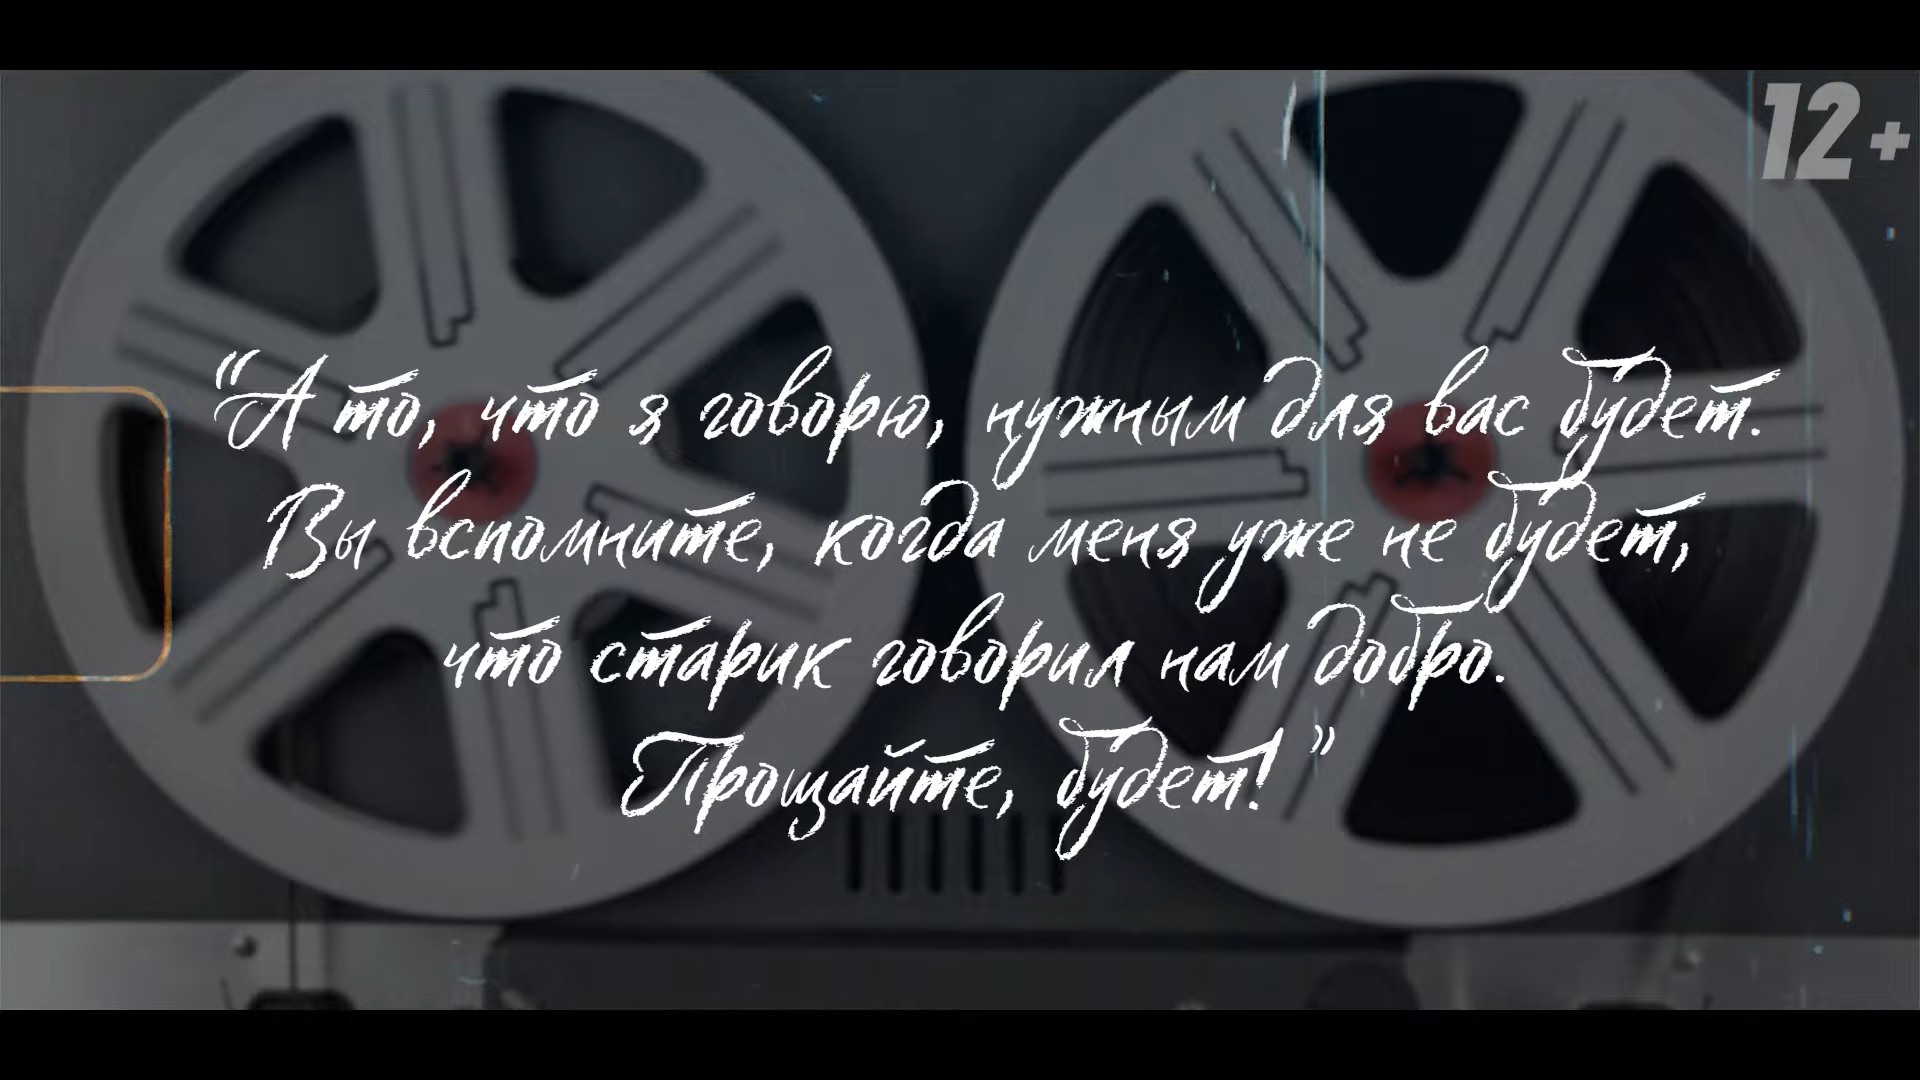 12+
"А то, что я говорю, нужным для вас будет.
Вы вспомните, когда меня уже не будет,
что старик говорил нам добро.
Прощайте, будет!"